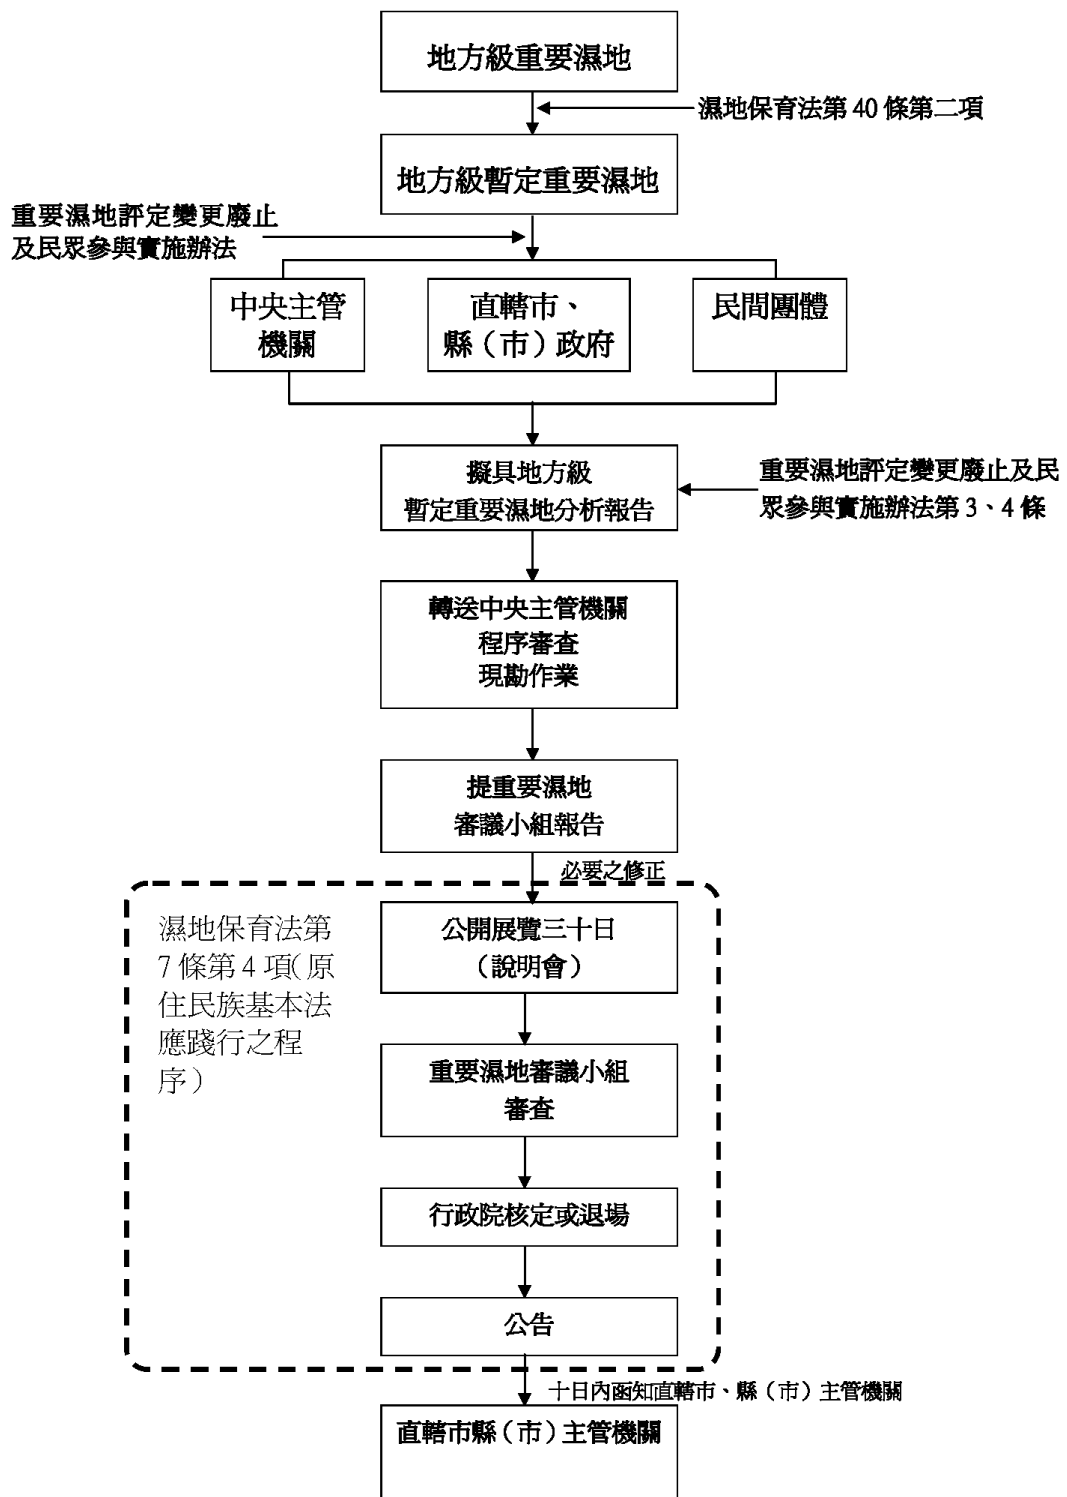 地方級重要濕地
濕地保育法第 40 條第二項
地方級暫定重要濕地
重要濕地評定變更廢止
及民眾參與實施辦法
中央主管
機關
直轄市、
縣（市）政府
民間團體
擬具地方級
暫定重要濕地分析報告
重要濕地評定變更廢止及民
眾參與實施辦法第 3、4 條
轉送中央主管機關
程序審查
現勘作業
提重要濕地
審議小組報告
必要之修正
濕地保育法第
7 條第 4 項（原
住民族基本法
應踐行之程
序）
公開展覽三十日
（說明會）
重要濕地審議小組
審查
行政院核定或退場
公告
十日內函知直轄市、縣（市）主管機關
直轄市縣（市）主管機關